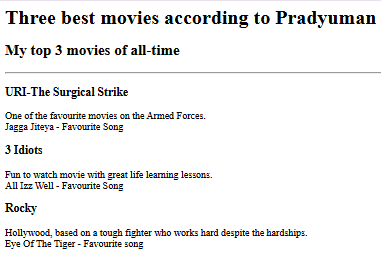 Three best movies according to Pradyuman
My top 3 movies of all-time
URI-The Surgical Strike
One of the favourite movies on the Armed Forces.
Jagga Jiteya - Favourite Song
3 Idiots
Fun to watch movie with great life learning lessons.
All Izz Well - Favourite Song
Rocky
Hollywood, based on a tough fighter who works hard despite the hardships.
Eye Of The Tiger - Favourite song